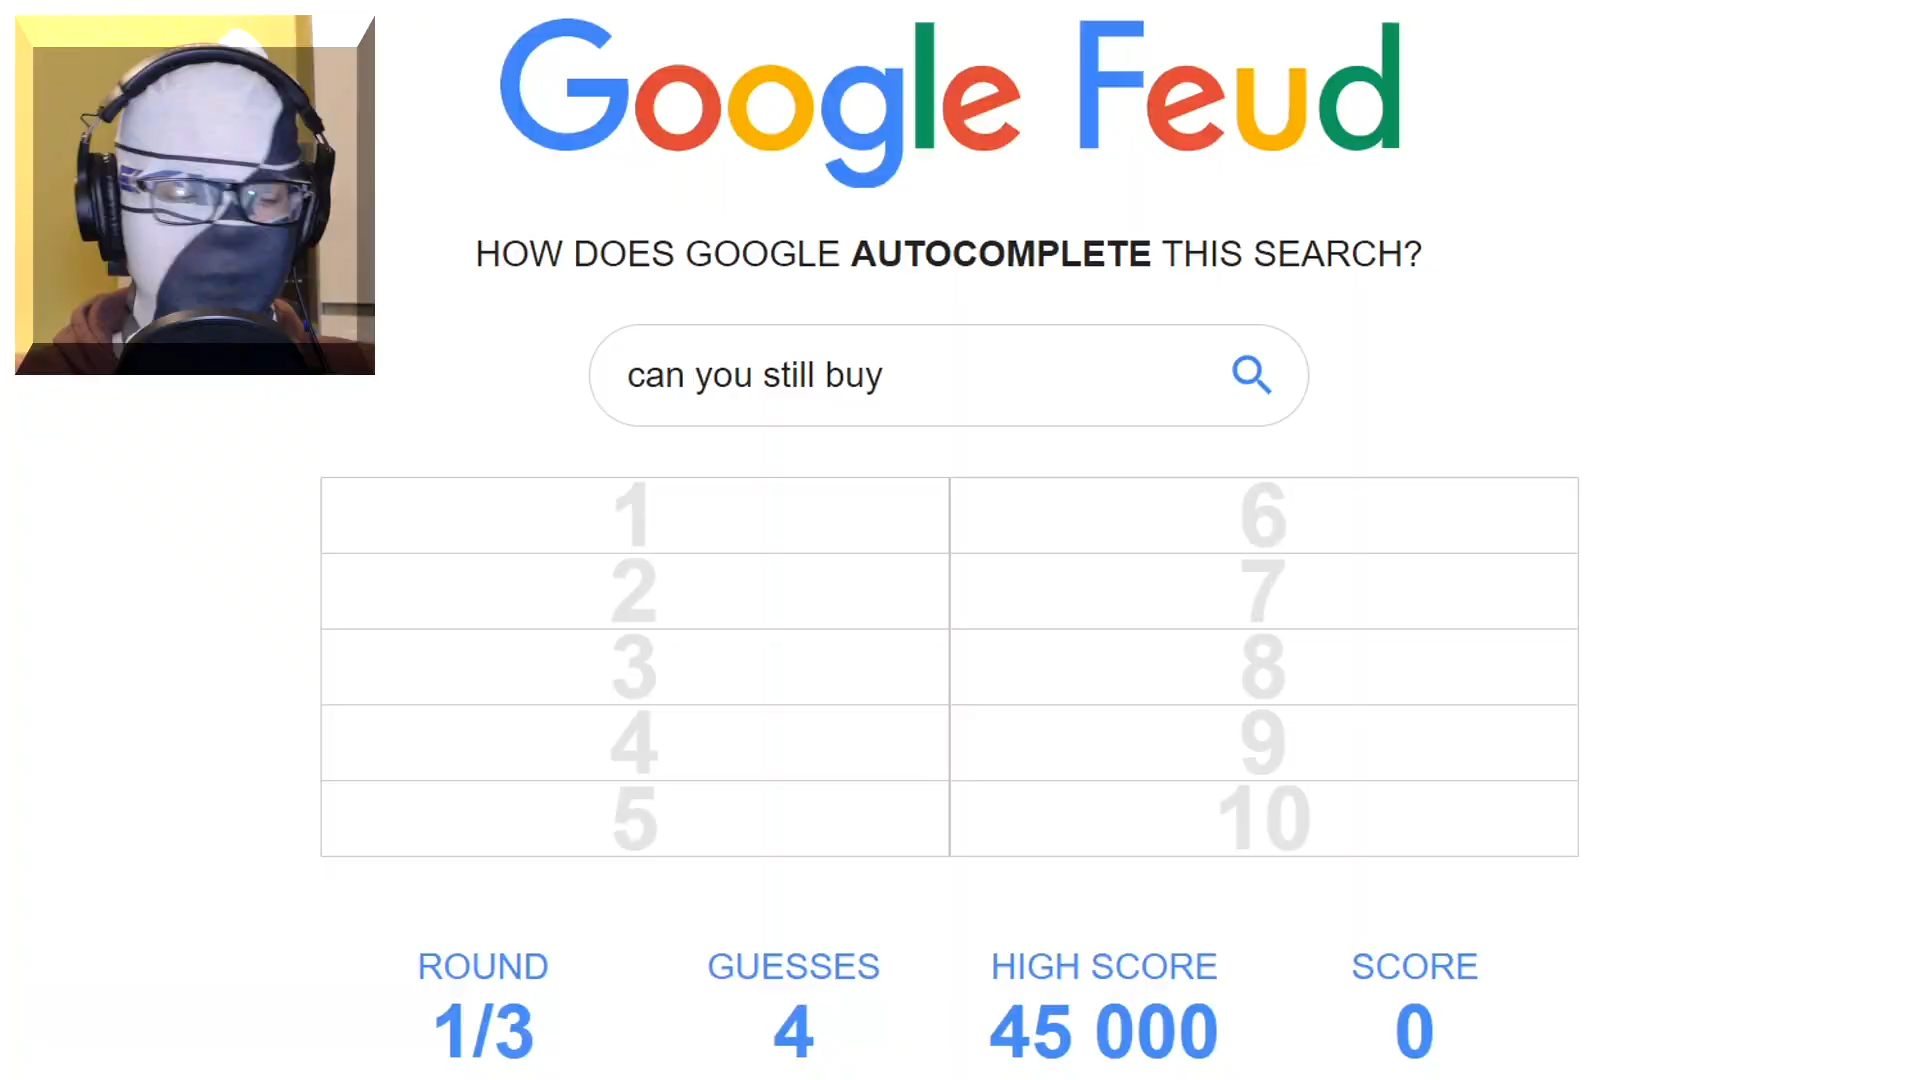 Google Feud
HOW DOES GOOGLE AUTOCOMPLETE THIS SEARCH?
can you still buy
1 6
2 7
3 8
4 9
5 10
ROUND GUESSES HIGH SCORE SCORE
1/3 4 45 000 0